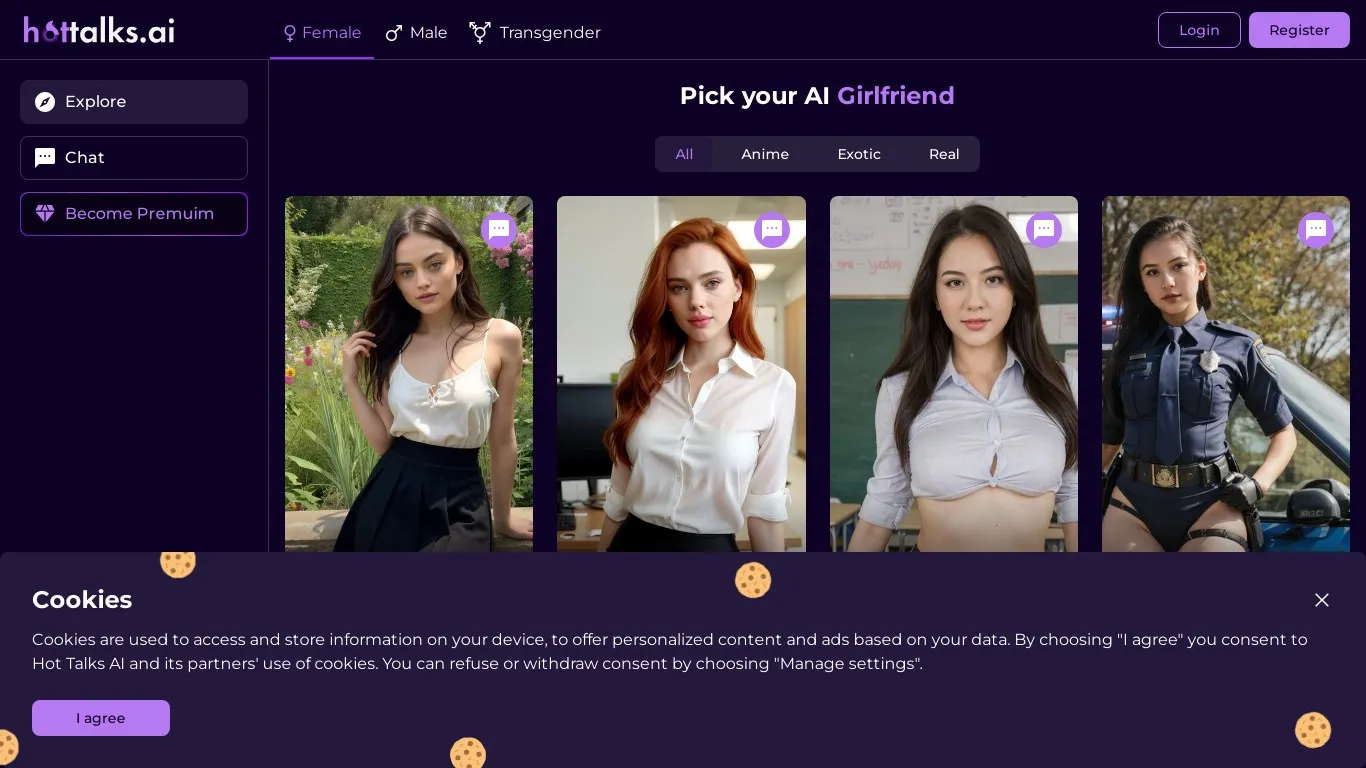 hottalks.ai
Female
Male
Transgender
Login
Register
Explore
Chat
Become Premuim
Pick your AI Girlfriend
All
Anime
Exotic
Real
Cookies
Cookies are used to access and store information on your device, to offer personalized content and ads based on your data. By choosing "I agree" you consent to
Hot Talks AI and its partners' use of cookies. You can refuse or withdraw consent by choosing "Manage settings".
I agree